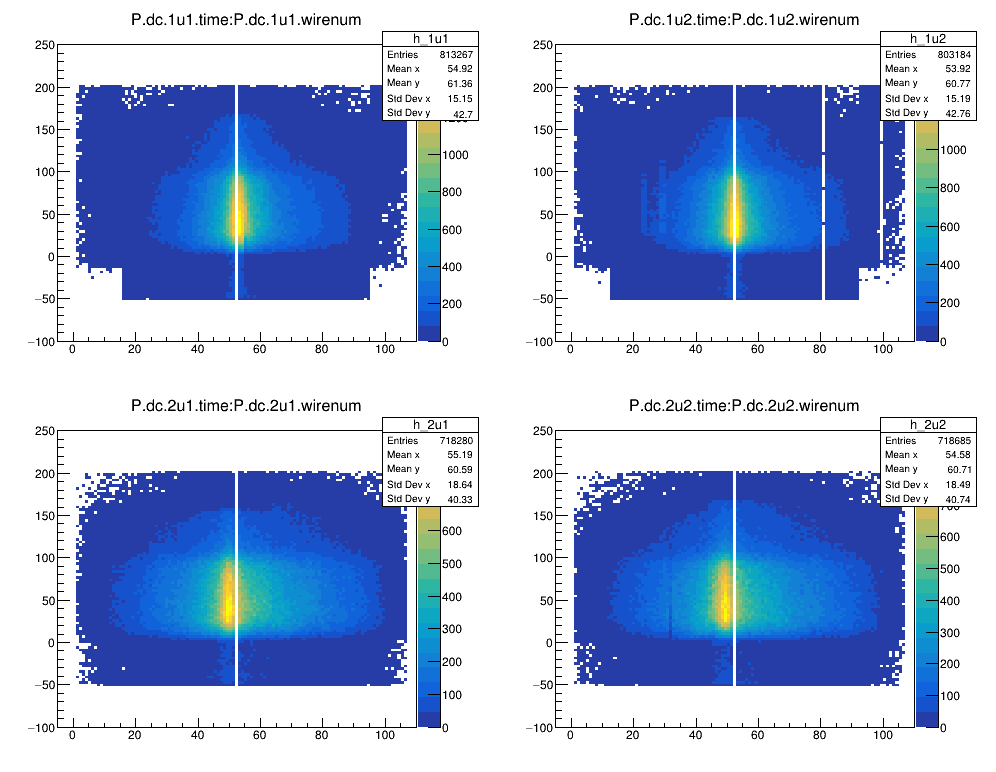 P.dc.1u1.time:P.dc.1u1.wirenum
h_1u1
Entries 813267
Mean x 54.92
Mean y 61.36
Std Dev x 15.15
Std Dev y 42.7
250
200
150
100
50
0
−50
−100
0 20 40 60 80 100
1000
800
600
400
200
0
P.dc.1u2.time:P.dc.1u2.wirenum
h_1u2
Entries 803184
Mean x 53.92
Mean y 60.77
Std Dev x 15.19
Std Dev y 42.76
250
200
150
100
50
0
−50
−100
0 20 40 60 80 100
1000
800
600
400
200
0
P.dc.2u1.time:P.dc.2u1.wirenum
h_2u1
Entries 718280
Mean x 55.19
Mean y 60.59
Std Dev x 18.64
Std Dev y 40.33
250
200
150
100
50
0
−50
−100
0 20 40 60 80 100
600
500
400
300
200
100
0
P.dc.2u2.time:P.dc.2u2.wirenum
h_2u2
Entries 718685
Mean x 54.58
Mean y 60.71
Std Dev x 18.49
Std Dev y 40.74
250
200
150
100
50
0
−50
−100
0 20 40 60 80 100
600
500
400
300
200
100
0